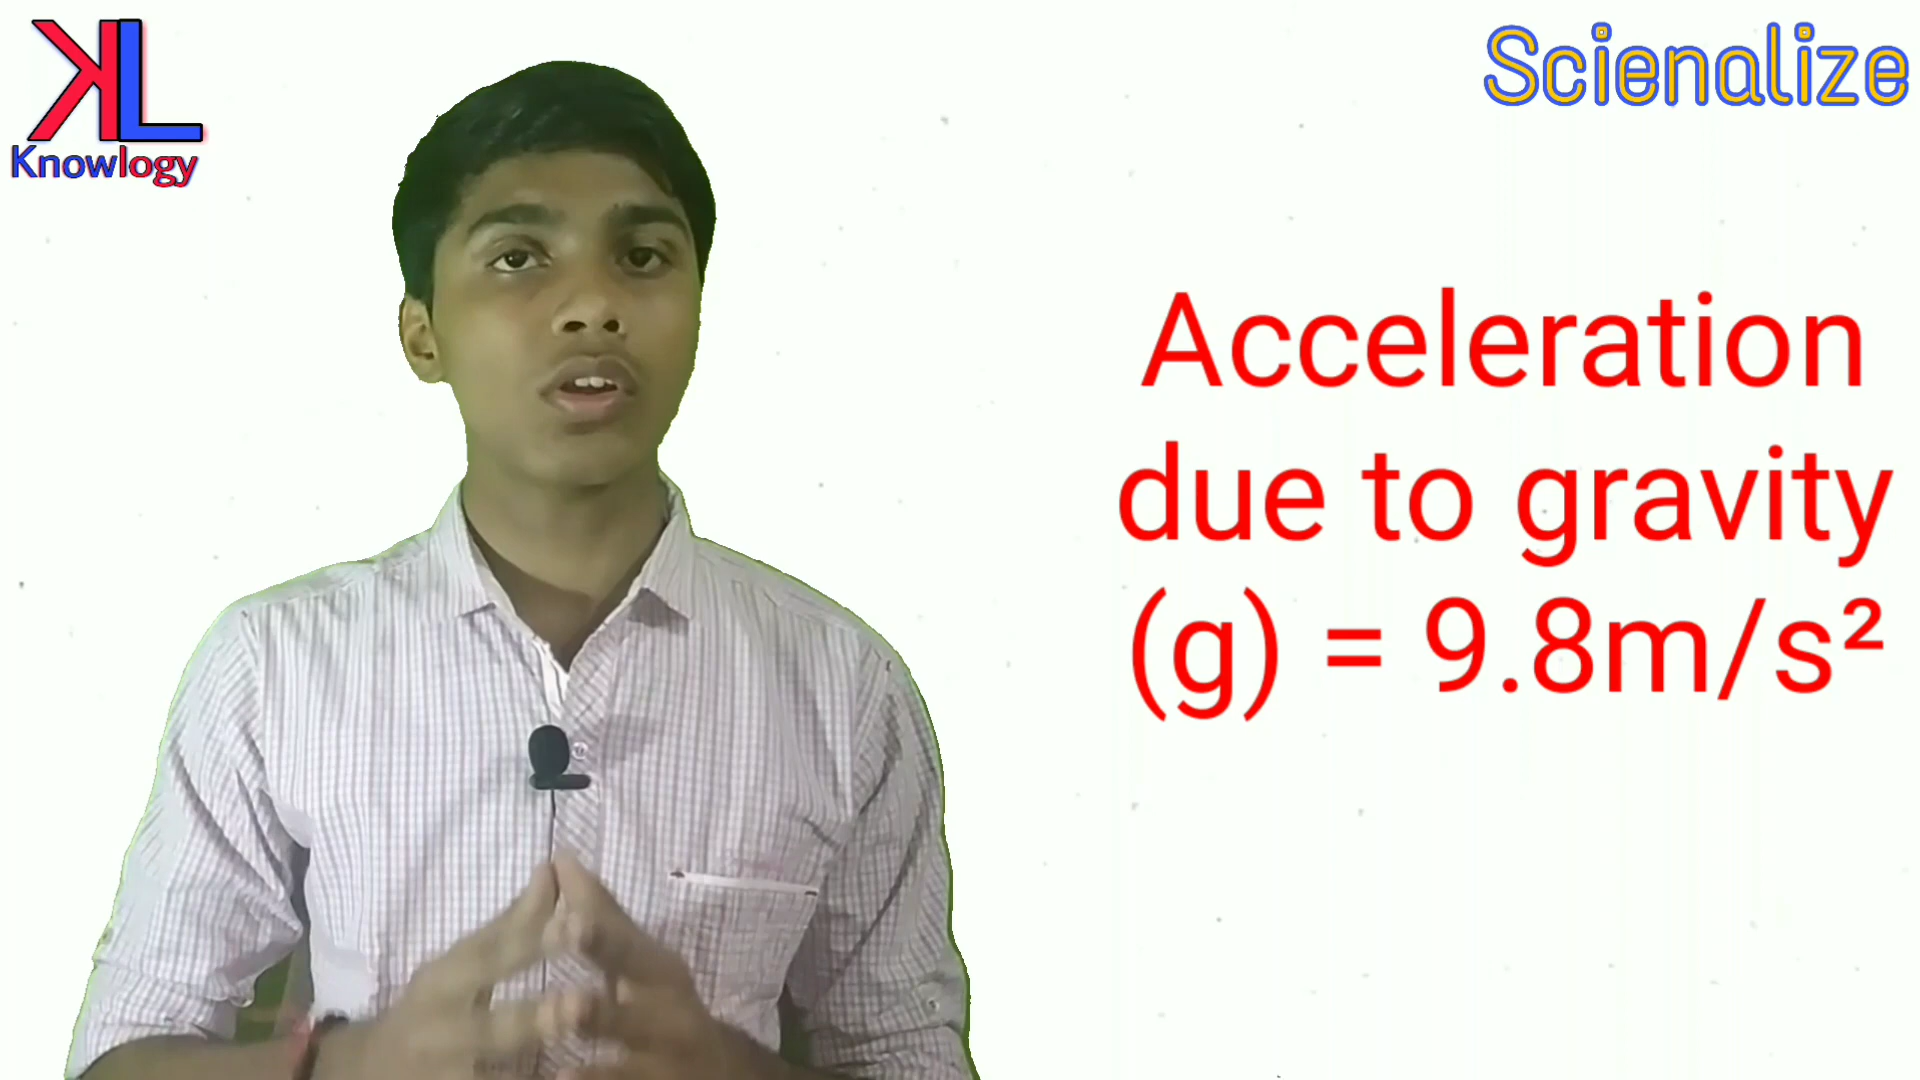 KL
Knowlogy
Scienalize
Acceleration
due to gravity
(g) = 9.8m/s²